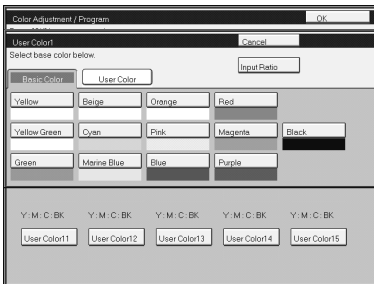 Color Adjustment / Program OK
User Color1 Cancel
Select base color below.
Input Ratio
Basic Color User Color
Yellow Beige Orange Red
Yellow Green Cyan Pink Magenta Black
Green Marine Blue Blue Purple
Y : M : C : BK Y : M : C : BK Y : M : C : BK Y : M : C : BK Y : M : C : BK
User Color11 User Color12 User Color13 User Color14 User Color15